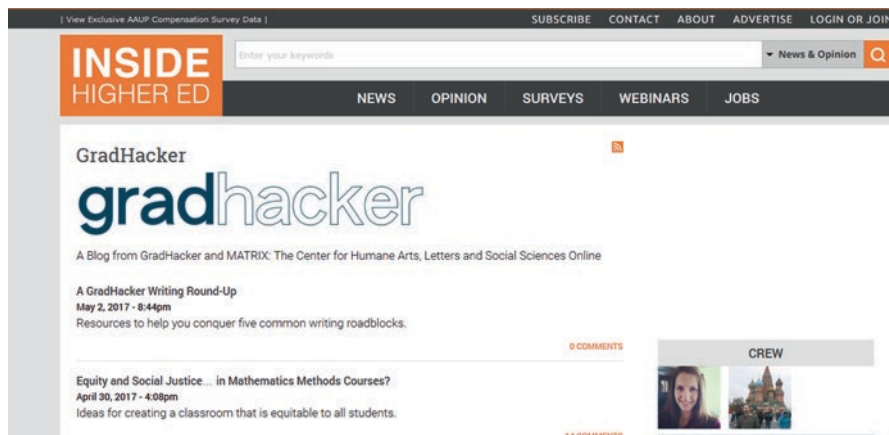 | View Exclusive AAUP Compensation Survey Data |
SUBSCRIBE CONTACT ABOUT ADVERTISE LOGIN OR JOIN
INSIDE
HIGHER ED
Enter your keywords
News & Opinion
NEWS OPINION SURVEYS WEBINARS JOBS
GradHacker
gradhacker
A Blog from GradHacker and MATRIX: The Center for Humane Arts, Letters and Social Sciences Online
A GradHacker Writing Round-Up
May 2, 2017 - 8:44pm
Resources to help you conquer five common writing roadblocks.
0 COMMENTS
CREW
Equity and Social Justice... in Mathematics Methods Courses?
April 30, 2017 - 4:08pm
Ideas for creating a classroom that is equitable to all students.
14 COMMENTS